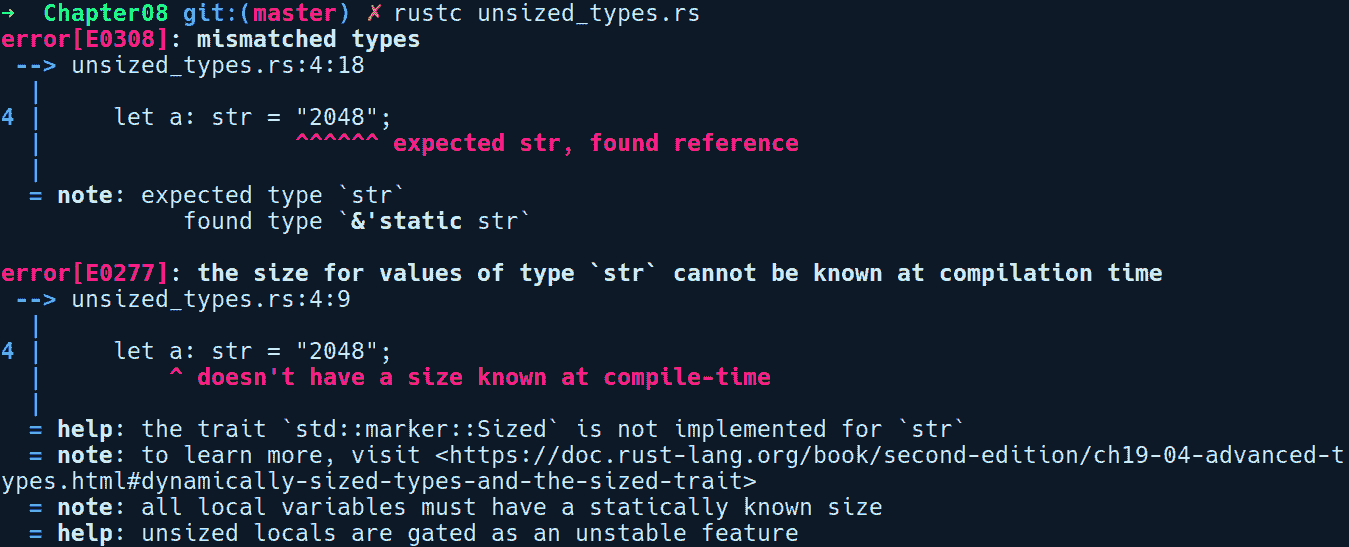 →  Chapter08 git:(master) ✗ rustc unsized_types.rs
error[E0308]: mismatched types
 --> unsized_types.rs:4:18
  |
4 |     let a: str = "2048";
  |                  ^^^^^^ expected str, found reference
  |
  = note: expected type `str`
             found type `&'static str`

error[E0277]: the size for values of type `str` cannot be known at compilation time
 --> unsized_types.rs:4:9
  |
4 |     let a: str = "2048";
  |         ^ doesn't have a size known at compile-time
  |
  = help: the trait `std::marker::Sized` is not implemented for `str`
  = note: to learn more, visit <https://doc.rust-lang.org/book/second-edition/ch19-04-advanced-t
ypes.html#dynamically-sized-types-and-the-sized-trait>
  = note: all local variables must have a statically known size
  = help: unsized locals are gated as an unstable feature